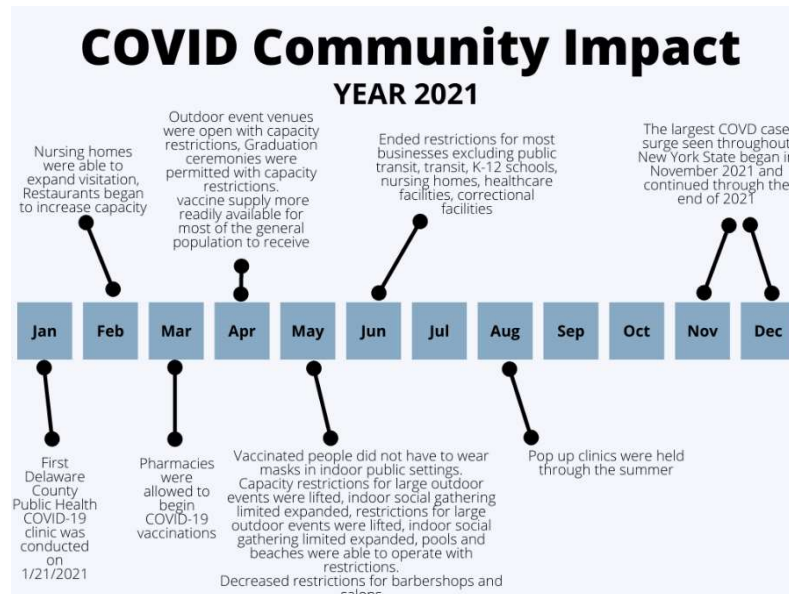 COVID Community Impact
YEAR 2021
Nursing homes
were able to
expand visitation,
Restaurants began
to increase capacity
Outdoor event venues
were open with capacity
restrictions, Graduation
ceremonies were
permitted with capacity
restrictions.
vaccine supply more
readily available for
most of the general
population to receive
Ended restrictions for most
businesses excluding public
transit, transit, K-12 schools,
nursing homes, healthcare
facilities, correctional
facilities
The largest COVD case
surge seen throughout
New York State began in
November 2021 and
continued through the
end of 2021
Jan
Feb
Mar
Apr
May
Jun
Jul
Aug
Sep
Oct
Nov
Dec
First
Delaware
County
Public Health
COVID-19
clinic was
conducted
on
1/21/2021
Pharmacies
were
allowed to
begin
COVID-19
vaccinations
Vaccinated people did not have to wear
masks in indoor public settings.
Capacity restrictions for large outdoor
events were lifted, indoor social gathering
limited expanded, restrictions for large
outdoor events were lifted, indoor social
gathering limited expanded, pools and
beaches were able to operate with
restrictions.
Decreased restrictions for barbershops and
salons
Pop up clinics were held
through the summer